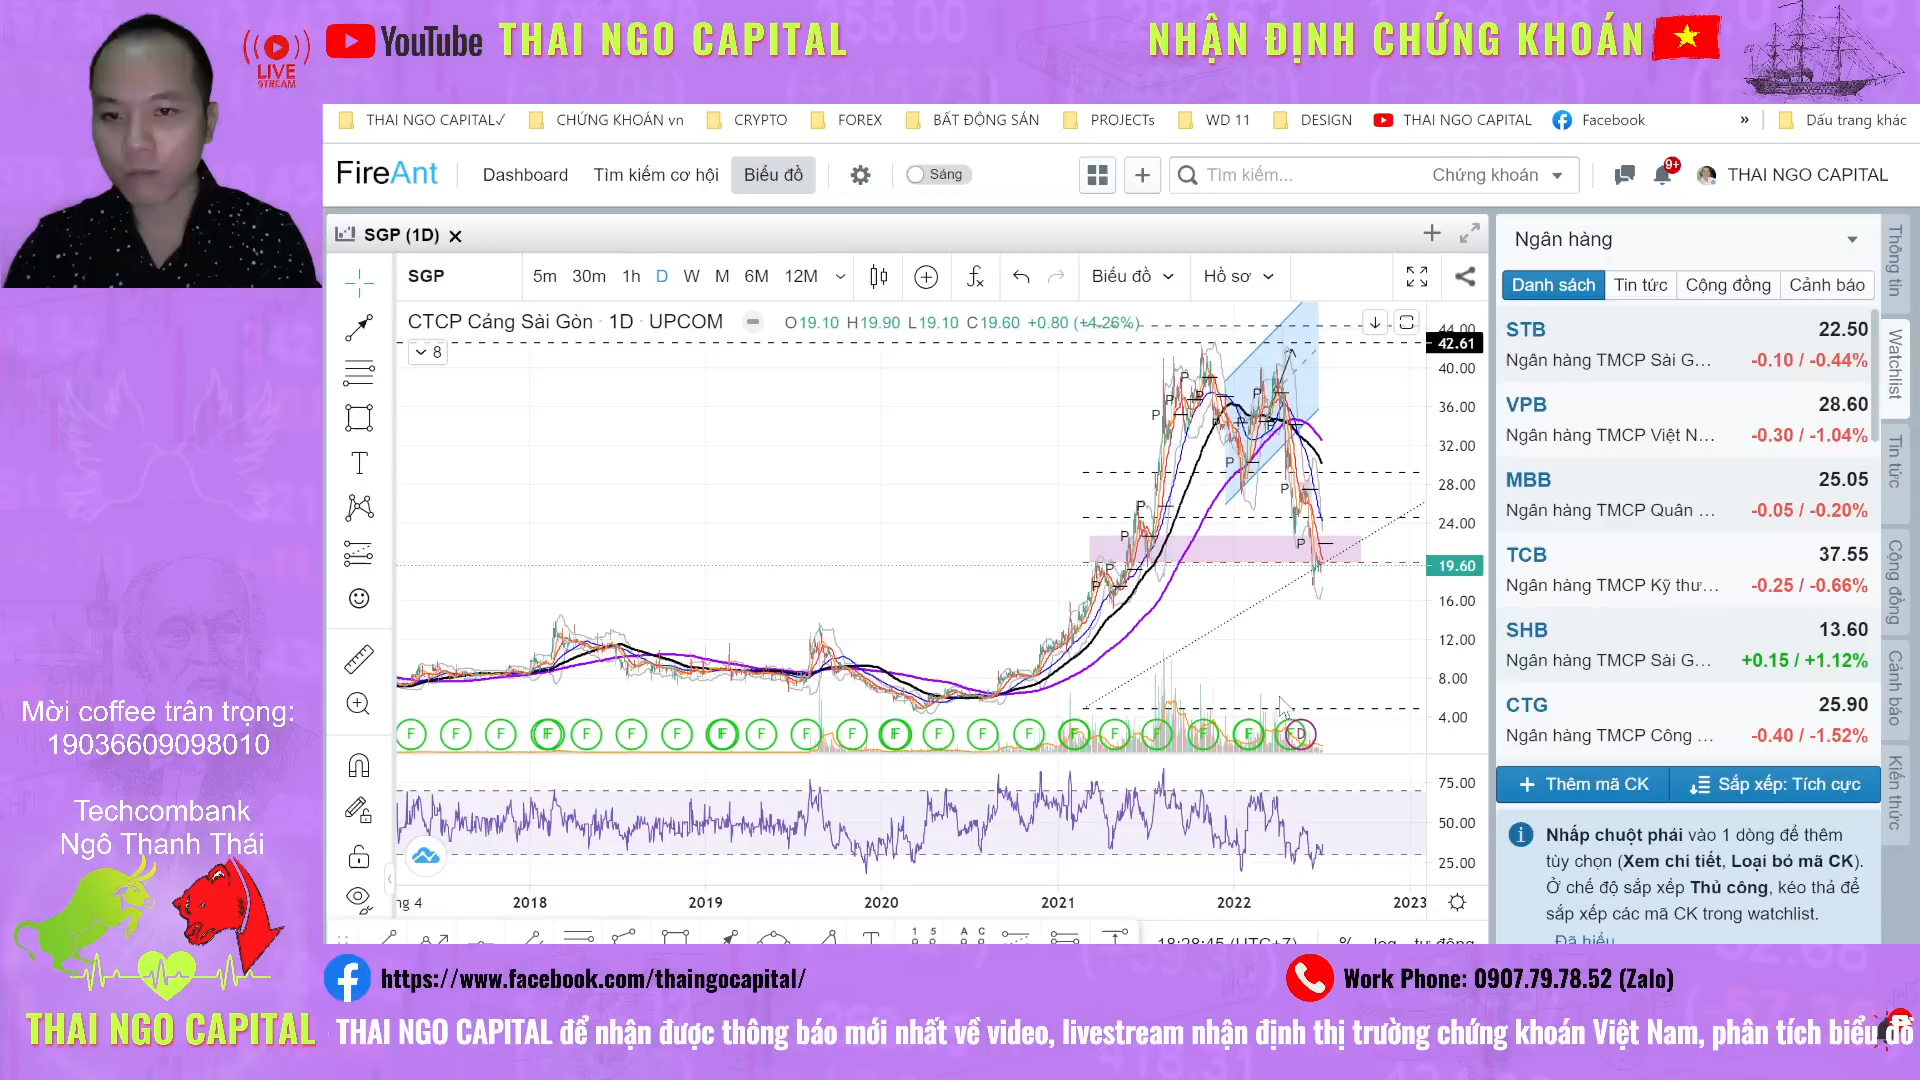 LIVE
STREAM
YouTube THAI NGO CAPITAL
NHẬN ĐỊNH CHỨNG KHOÁN
THAI NGO CAPITAL✓ CHỨNG KHOÁN vn CRYPTO FOREX BẤT ĐỘNG SẢN PROJECTs WD 11 DESIGN THAI NGO CAPITAL Facebook » Dấu trang khác
FireAnt Dashboard Tìm kiếm cơ hội Biểu đồ Sáng Tìm kiếm... Chứng khoán 9+ THAI NGO CAPITAL
SGP (1D)
SGP 5m 30m 1h D W M 6M 12M Biểu đồ Hồ sơ
CTCP Cảng Sài Gòn · 1D · UPCOM O19.10 H19.90 L19.10 C19.60 +0.80 (+4.26%)
8
44.00
42.61
40.00
36.00
32.00
28.00
24.00
19.60
16.00
12.00
8.00
4.00
75.00
50.00
25.00
2018 2019 2020 2021 2022 2023
18:28:45 (UTC+7) % log tự động
Ngân hàng
Danh sách Tin tức Cộng đồng Cảnh báo
STB 22.50
Ngân hàng TMCP Sài G... -0.10 / -0.44%
VPB 28.60
Ngân hàng TMCP Việt N... -0.30 / -1.04%
MBB 25.05
Ngân hàng TMCP Quân ... -0.05 / -0.20%
TCB 37.55
Ngân hàng TMCP Kỹ thư... -0.25 / -0.66%
SHB 13.60
Ngân hàng TMCP Sài G... +0.15 / +1.12%
CTG 25.90
Ngân hàng TMCP Công ... -0.40 / -1.52%
Thêm mã CK Sắp xếp: Tích cực
Nhấp chuột phải vào 1 dòng để thêm
tùy chọn (Xem chi tiết, Loại bỏ mã CK).
Ở chế độ sắp xếp Thủ công, kéo thả để
sắp xếp các mã CK trong watchlist.
Đã hiểu
Thông tin
Watchlist
Tin tức
Cộng đồng
Cảnh báo
Kiến thức
Mời coffee trân trọng:
19036609098010
Techcombank
Ngô Thanh Thái
THAI NGO CAPITAL
https://www.facebook.com/thaingocapital/
Work Phone: 0907.79.78.52 (Zalo)
THAI NGO CAPITAL để nhận được thông báo mới nhất về video, livestream nhận định thị trường chứng khoán Việt Nam, phân tích biểu đồ